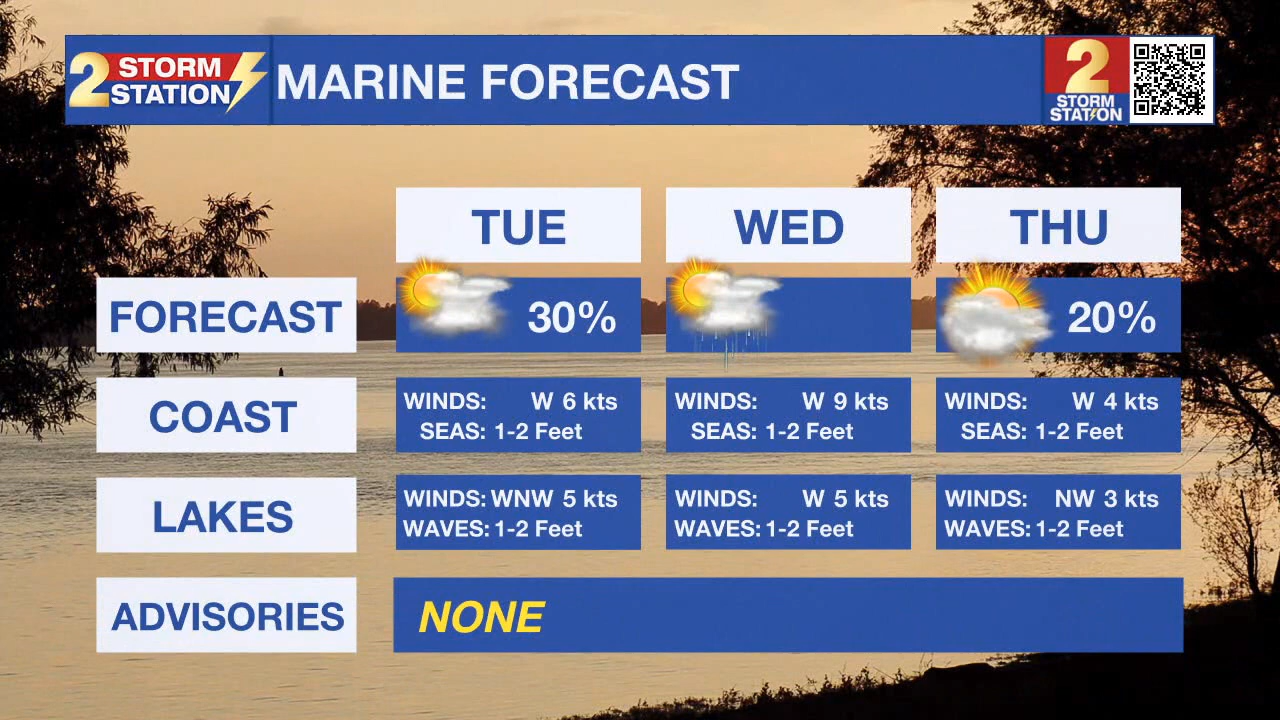 2 STORM STATION
MARINE FORECAST
2 STORM STATION
TUE WED THU
FORECAST 30% 20%
COAST
WINDS: W 6 kts
SEAS: 1-2 Feet
WINDS: W 9 kts
SEAS: 1-2 Feet
WINDS: W 4 kts
SEAS: 1-2 Feet
LAKES
WINDS: WNW 5 kts
WAVES: 1-2 Feet
WINDS: W 5 kts
WAVES: 1-2 Feet
WINDS: NW 3 kts
WAVES: 1-2 Feet
ADVISORIES NONE